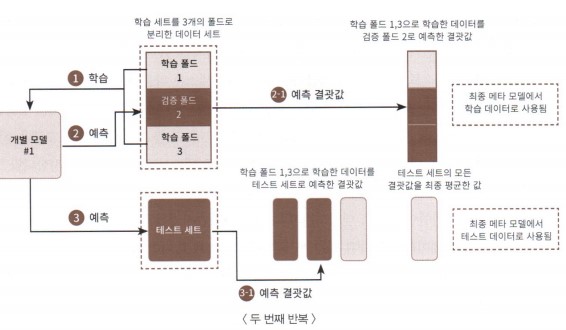 학습 세트를 3개의 폴드로
분리한 데이터 세트
학습 폴드 1,3으로 학습한 데이터를
검증 폴드 2로 예측한 결괏값
1 학습
학습 폴드
1
검증 폴드
2
학습 폴드
3
2-1 예측 결괏값
최종 메타 모델에서
학습 데이터로 사용됨
개별 모델
#1
2 예측
학습 폴드 1,3으로 학습한 데이터를
테스트 세트로 예측한 결괏값
테스트 세트의 모든
결괏값을 최종 평균한 값
3 예측
테스트 세트
최종 메타 모델에서
테스트 데이터로 사용됨
3-1 예측 결괏값
〈 두 번째 반복 〉